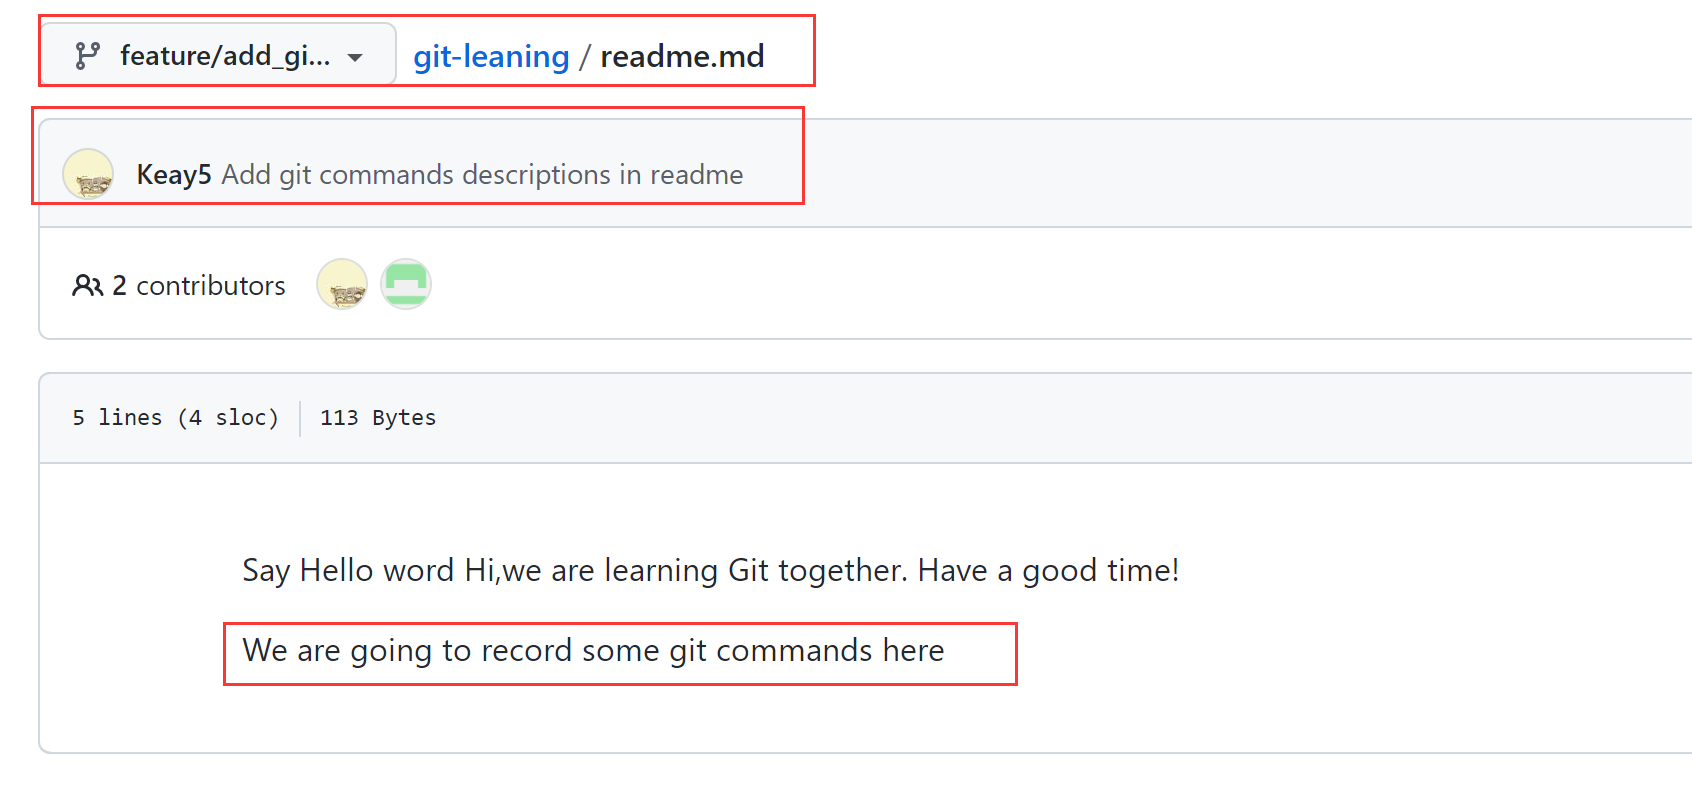 feature/add_gi... git-leaning / readme.md
Keay5 Add git commands descriptions in readme
2 contributors
5 lines (4 sloc) 113 Bytes
Say Hello word Hi,we are learning Git together. Have a good time!
We are going to record some git commands here